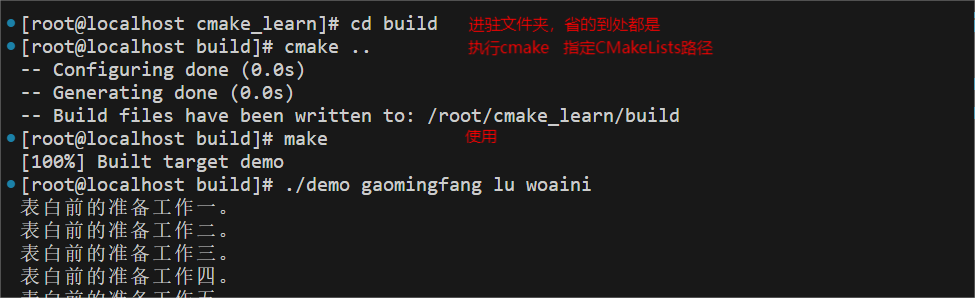 [root@localhost cmake_learn]# cd build 进驻文件夹，省的到处都是
[root@localhost build]# cmake .. 执行cmake 指定CMakeLists路径
-- Configuring done (0.0s)
-- Generating done (0.0s)
-- Build files have been written to: /root/cmake_learn/build
[root@localhost build]# make 使用
[100%] Built target demo
[root@localhost build]# ./demo gaomingfang lu woaini
表白前的准备工作一。
表白前的准备工作二。
表白前的准备工作三。
表白前的准备工作四。
表白前的准备工作五